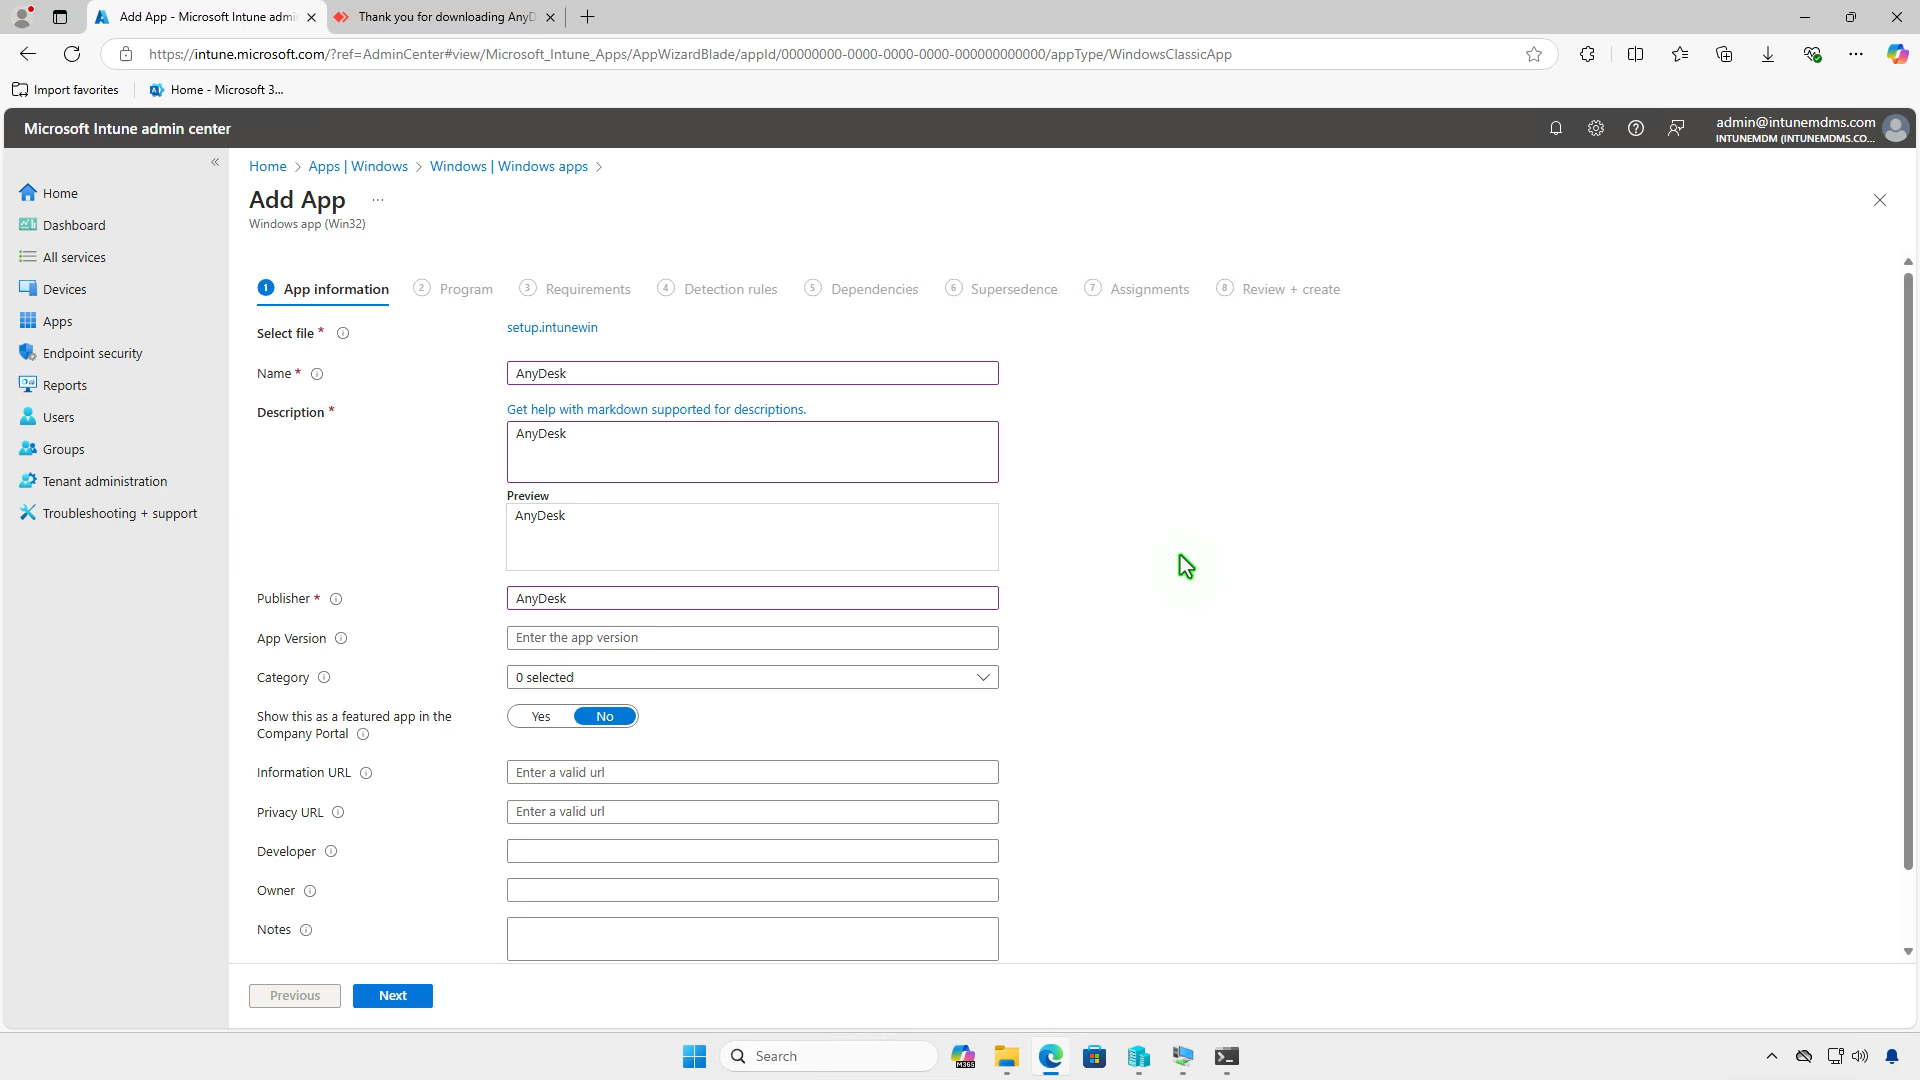 Add App - Microsoft Intune admin
Thank you for downloading AnyD
https://intune.microsoft.com/?ref=AdminCenter#view/Microsoft_Intune_Apps/AppWizardBlade/appId/00000000-0000-0000-0000-000000000000/appType/WindowsClassicApp
Import favorites
Home - Microsoft 3...
Microsoft Intune admin center
admin@intunemdms.com
INTUNEMDM (INTUNEMDMS.CO...
Home > Apps | Windows > Windows | Windows apps >
Add App ...
Windows app (Win32)
Home
Dashboard
All services
Devices
Apps
Endpoint security
Reports
Users
Groups
Tenant administration
Troubleshooting + support
1 App information 2 Program 3 Requirements 4 Detection rules 5 Dependencies 6 Supersedence 7 Assignments 8 Review + create
Select file * setup.intunewin
Name * AnyDesk
Description * Get help with markdown supported for descriptions.
AnyDesk
Preview
AnyDesk
Publisher * AnyDesk
App Version Enter the app version
Category 0 selected
Show this as a featured app in the Yes No
Company Portal
Information URL Enter a valid url
Privacy URL Enter a valid url
Developer
Owner
Notes
Previous Next
Search
M365